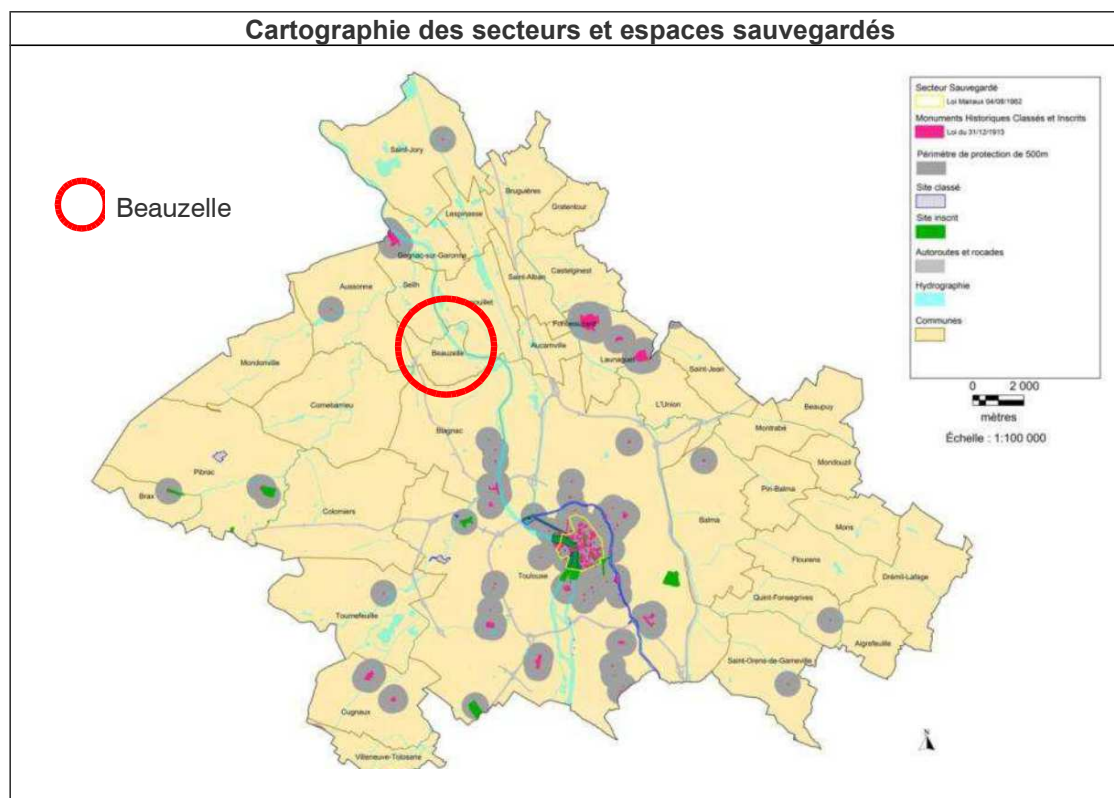 Cartographie des secteurs et espaces sauvegardés
Beauzelle
Secteur Sauvegardé
Loi Malraux 04/08/1962
Monuments Historiques Classés et Inscrits
Loi du 31/12/1913
Périmètre de protection de 500m
Site classé
Site inscrit
Autoroutes et rocades
Hydrographie
Communes
0 2 000
mètres
Échelle : 1:100 000
N
Saint-Jory
Bruguières
Lespinasse
Gratentour
Gagnac-sur-Garonne
Saint-Alban
Castelginest
Seilh
Aussonne
Fonbeauzard
Beauzelle
Aucamville
Launaguet
Mondonville
Saint-Jean
Cornebarrieu
L'Union
Beaupuy
Montrabé
Blagnac
Mondouzil
Pibrac
Pin-Balma
Brax
Colomiers
Mons
Balma
Flourens
Toulouse
Drémil-Lafage
Quint-Fonsegrives
Tournefeuille
Aigrefeuille
Saint-Orens-de-Gameville
Cugnaux
Villeneuve-Tolosane